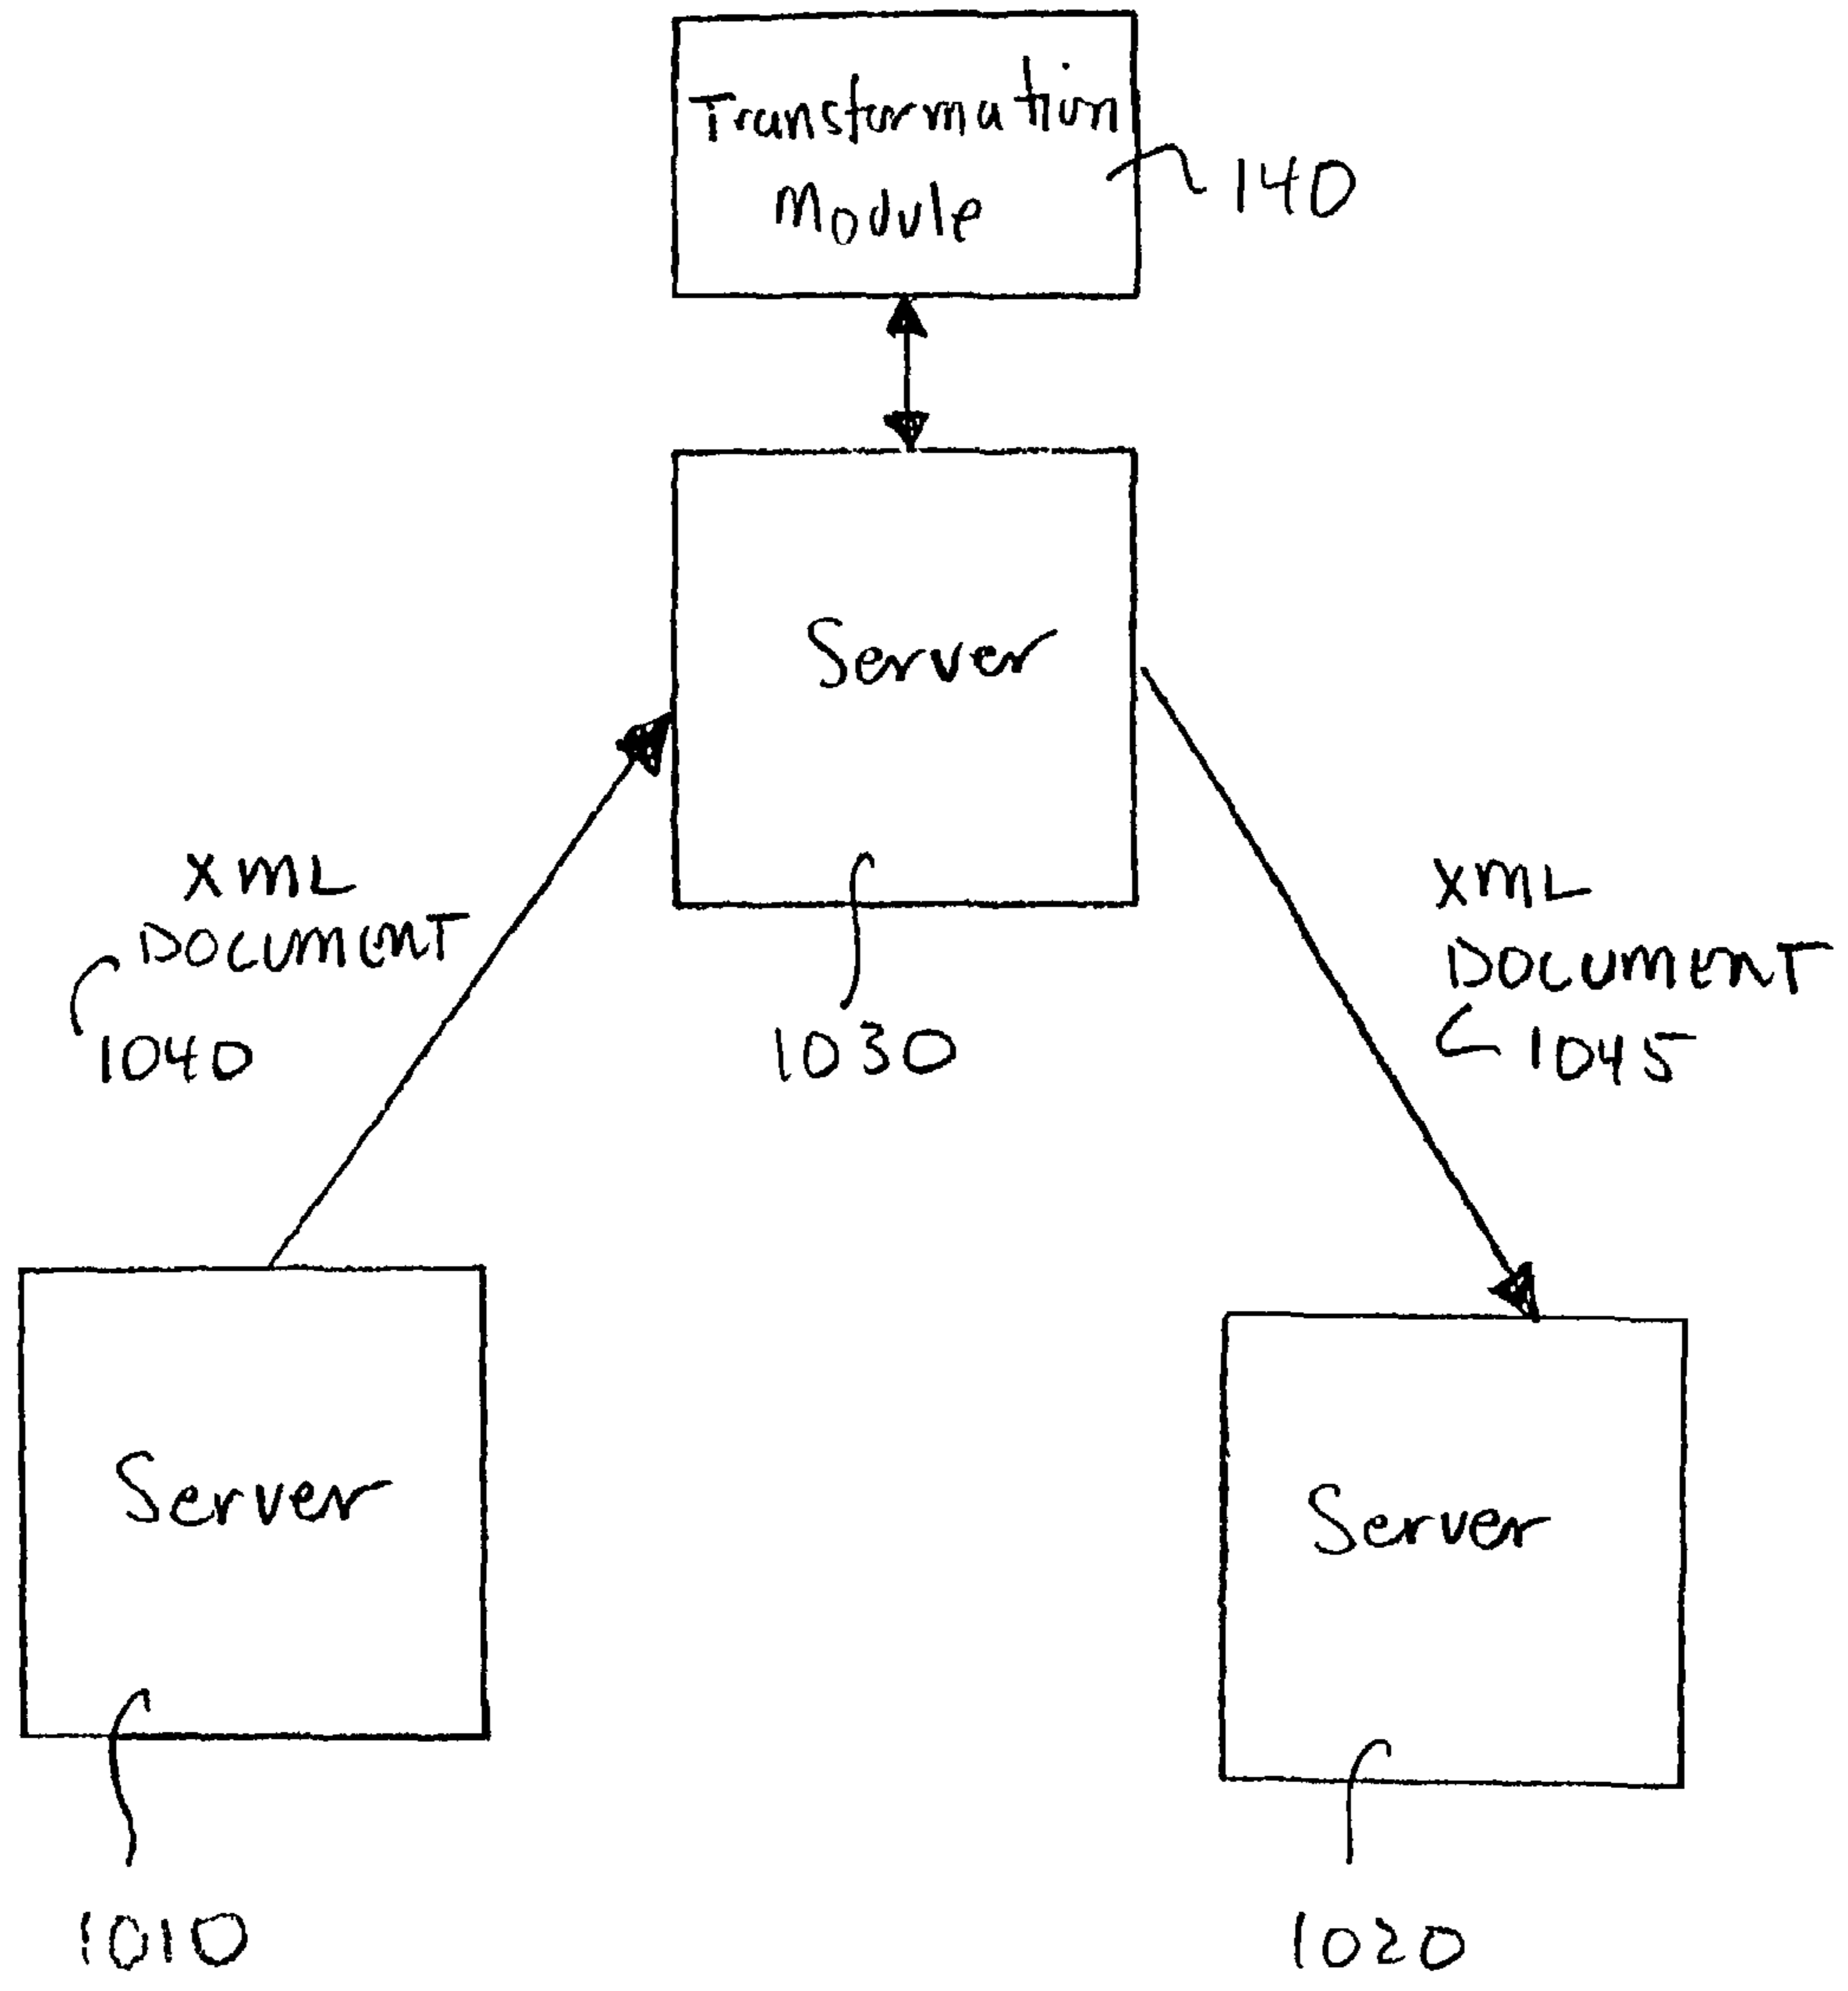 Transformation
Module
140
Server
XML
DOCUMENT
1040
1030
XML
DOCUMENT
1045
Server
1010
Server
1020